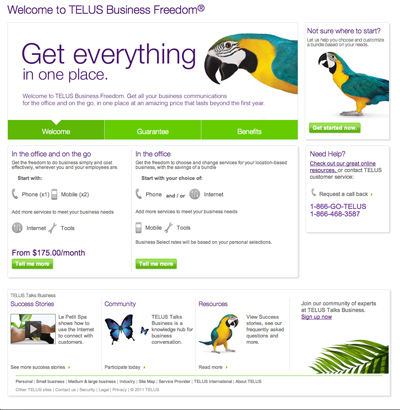 Welcome to TELUS Business Freedom®
Get everything
in one place.
Welcome to TELUS Business Freedom. Get all your business communications
for the office and on the go, in one place at an amazing price that lasts beyond the first year.
Welcome
Guarantee
Benefits
Not sure where to start?
Let us help you choose and customize
a bundle based on your needs.
Get started now.
In the office and on the go
Get the freedom to do business simply and cost
effectively, wherever you and your employees are.
Start with:
Phone (x1) Mobile (x2)
Add more services to meet your business needs
Internet Tools
From $175.00/month
Tell me more
In the office
Get the freedom to choose and change services for your location-based
business, with the savings of a bundle
Start with your choice of:
Phone and / or Internet
Add more services to meet your business needs
Mobile Tools
Business Select rates will be based on your personal selections.
Tell me more
Need Help?
Check out our great online
resources, or contact TELUS
customer service:
Request a call back
1-866-GO-TELUS
1-866-468-3587
TELUS Talks Business
Success Stories
Le Petit Spa
shows how to
use the Internet
to connect with
customers.
See more success stories
Community
TELUS Talks
Business is a
knowledge hub for
business
conversations.
Participate today
Resources
View Success
stories, see our
frequently asked
questions and
more.
Read more
Join our community of experts
at TELUS Talks Business.
Sign up now
Personal | Small business | Medium & large business | Industry | Site Map | Service Provider | TELUS International | About TELUS
Other TELUS sites | Contact us | Security | Legal | Privacy | © 2011 TELUS